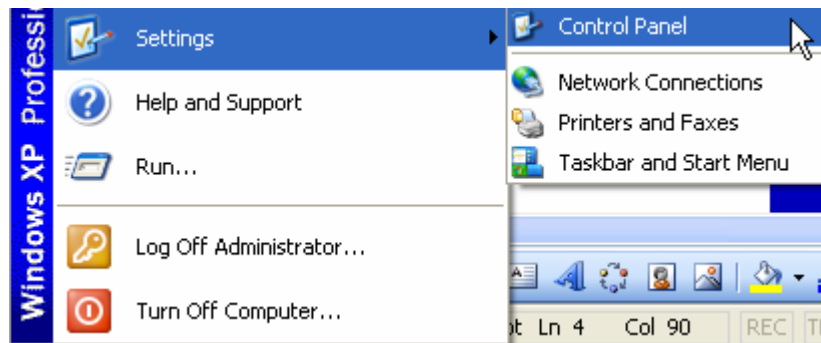 Windows XP Professi
Settings
Help and Support
Run...
Log Off Administrator...
Turn Off Computer...
Control Panel
Network Connections
Printers and Faxes
Taskbar and Start Menu
Ln 4 Col 90 REC